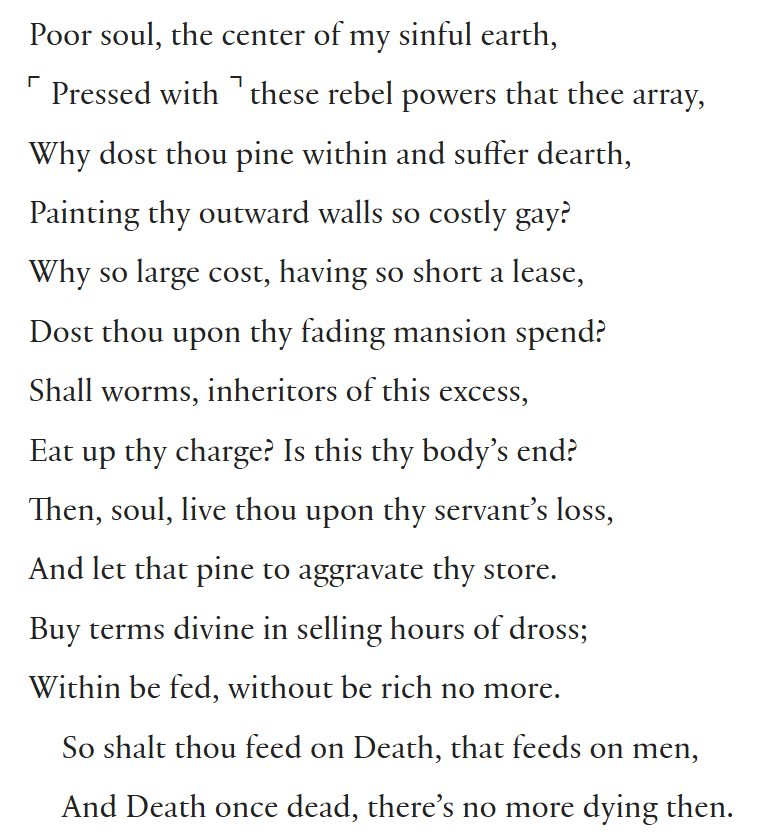 Poor soul, the center of my sinful earth,
⌜ Pressed with ⌝ these rebel powers that thee array,
Why dost thou pine within and suffer dearth,
Painting thy outward walls so costly gay?
Why so large cost, having so short a lease,
Dost thou upon thy fading mansion spend?
Shall worms, inheritors of this excess,
Eat up thy charge? Is this thy body’s end?
Then, soul, live thou upon thy servant’s loss,
And let that pine to aggravate thy store.
Buy terms divine in selling hours of dross;
Within be fed, without be rich no more.
So shalt thou feed on Death, that feeds on men,
And Death once dead, there’s no more dying then.